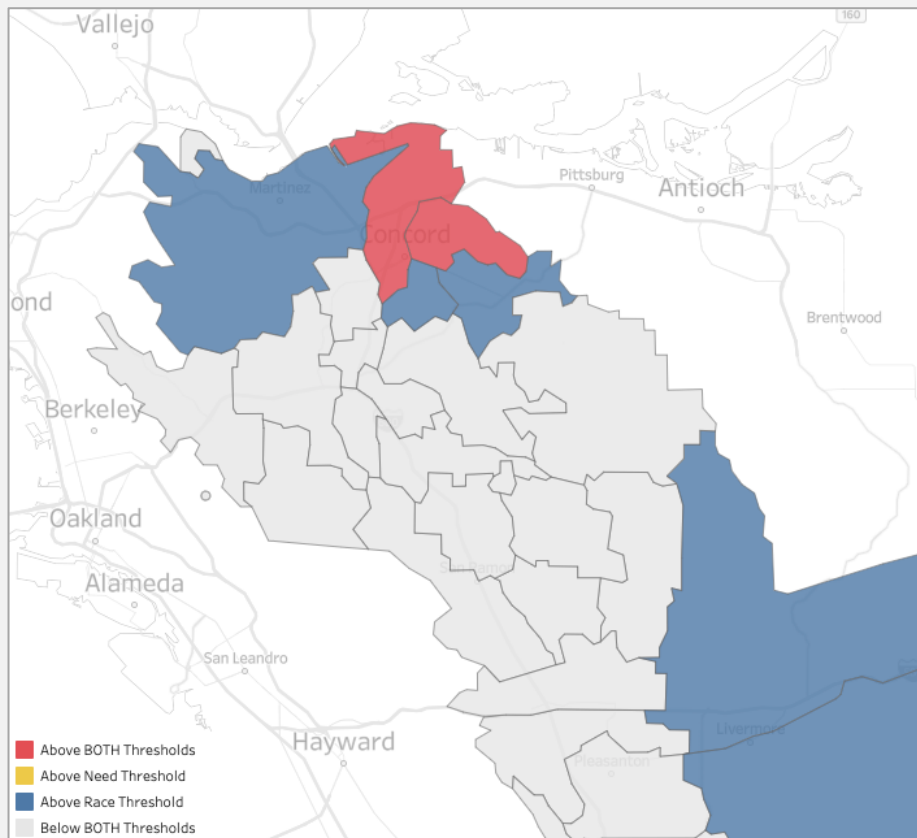 Vallejo
160
Martinez
Pittsburg
Antioch
Concord
ond
Brentwood
Berkeley
Oakland
San Ramon
Alameda
San Leandro
Livermore
Hayward
Pleasanton
Above BOTH Thresholds
Above Need Threshold
Above Race Threshold
Below BOTH Thresholds